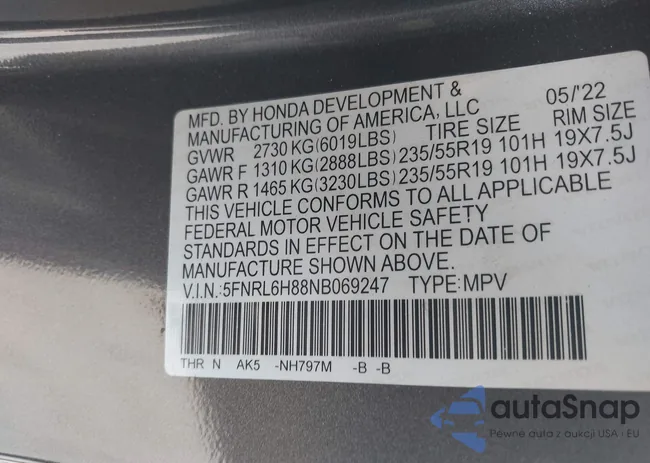 MFD. BY HONDA DEVELOPMENT & 05/'22
MANUFACTURING OF AMERICA, LLC
GVWR 2730 KG(6019LBS) TIRE SIZE RIM SIZE
GAWR F 1310 KG(2888LBS) 235/55R19 101H 19X7.5J
GAWR R 1465 KG(3230LBS) 235/55R19 101H 19X7.5J
THIS VEHICLE CONFORMS TO ALL APPLICABLE
FEDERAL MOTOR VEHICLE SAFETY
STANDARDS IN EFFECT ON THE DATE OF
MANUFACTURE SHOWN ABOVE.
V.I.N.:5FNRL6H88NB069247 TYPE:MPV
THR N AK5 -NH797M -B -B
autaSnap
Pewne auta z aukcji USA i EU